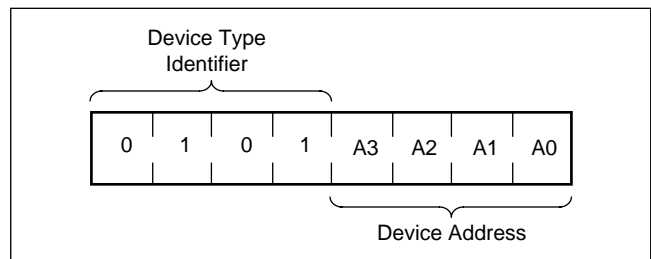 Device Type
Identifier
0 1 0 1 A3 A2 A1 A0
Device Address